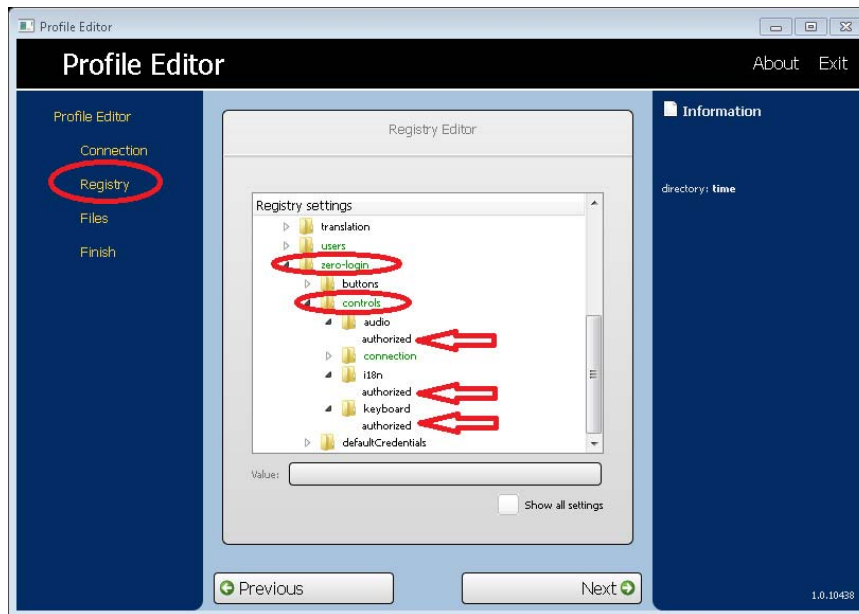 Profile Editor
Profile Editor
About Exit
Profile Editor
Connection
Registry
Files
Finish
Registry Editor
Registry settings
translation
users
zero-login
buttons
controls
audio
authorized
connection
i18n
authorized
keyboard
authorized
defaultCredentials
Value:
Show all settings
Previous
Next
Information
directory: time
1.0.10438